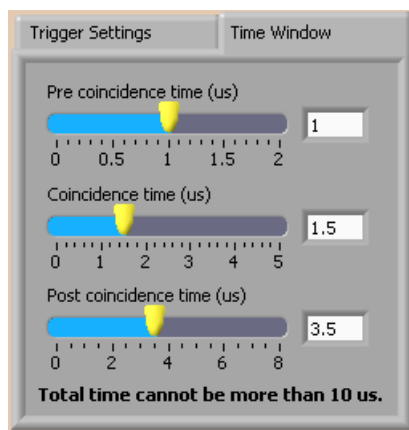 Trigger Settings Time Window
Pre coincidence time (us)
1
0 0.5 1 1.5 2
Coincidence time (us)
1.5
0 1 2 3 4 5
Post coincidence time (us)
3.5
0 2 4 6 8
Total time cannot be more than 10 us.